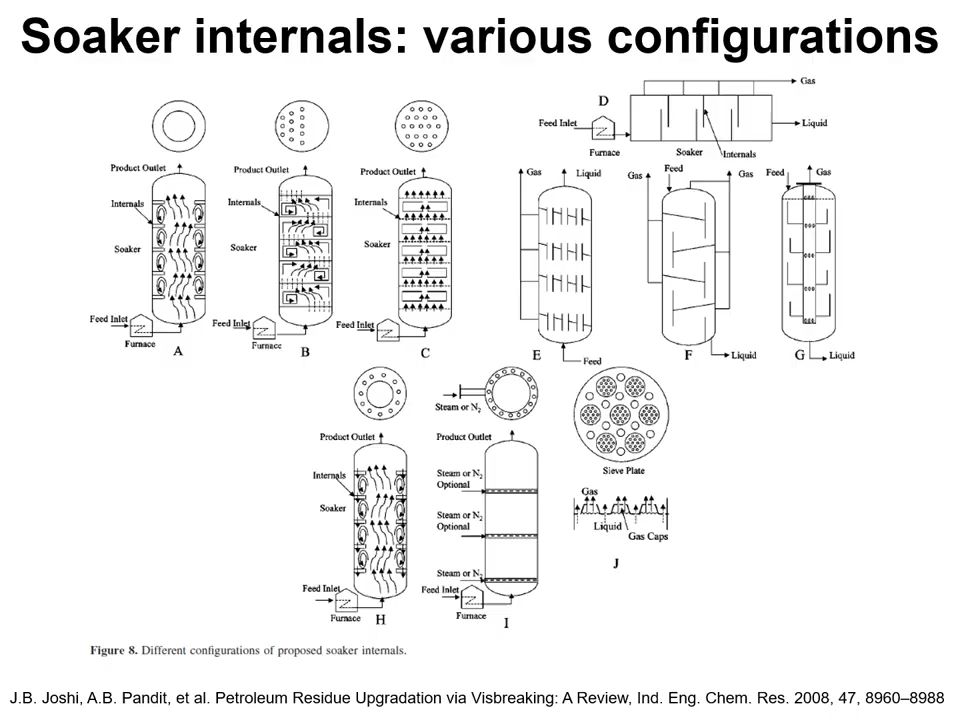 Soaker internals: various configurations
Gas
D
Feed Inlet
Liquid
Furnace
Soaker
Internals
Product Outlet
Internals
Soaker
Feed Inlet
Furnace
A
Product Outlet
Internals
Soaker
Feed Inlet
Furnace
B
Product Outlet
Internals
Soaker
Feed Inlet
C
Gas
Liquid
E
Feed
Gas
Feed
Gas
F
Liquid
Feed
Gas
G
Liquid
Product Outlet
Internals
Soaker
Feed Inlet
Furnace
H
Steam or N2
Product Outlet
Steam or N2
Optional
Steam or N2
Optional
Steam or N2
Feed Inlet
Furnace
I
Sieve Plate
Gas
Liquid
Gas Caps
J
Figure 8. Different configurations of proposed soaker internals.
J.B. Joshi, A.B. Pandit, et al. Petroleum Residue Upgradation via Visbreaking: A Review, Ind. Eng. Chem. Res. 2008, 47, 8960–8988